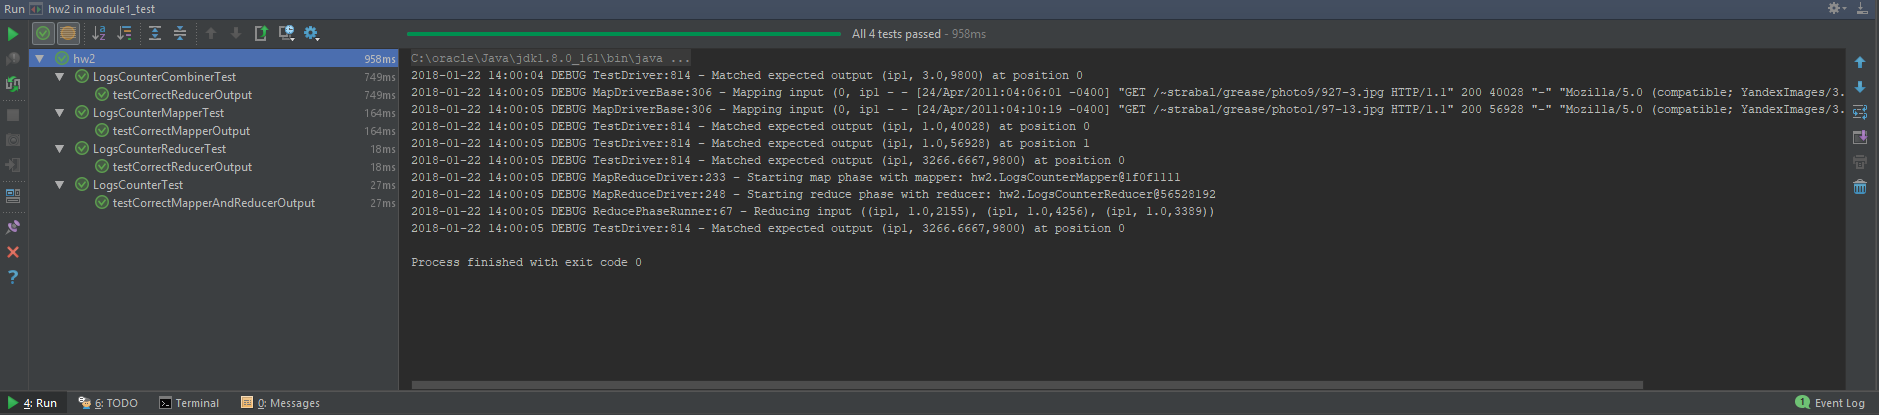 Run hw2 in module1_test
All 4 tests passed - 958ms
hw2 958ms
LogsCounterCombinerTest 749ms
testCorrectReducerOutput 749ms
LogsCounterMapperTest 164ms
testCorrectMapperOutput 164ms
LogsCounterReducerTest 18ms
testCorrectReducerOutput 18ms
LogsCounterTest 27ms
testCorrectMapperAndReducerOutput 27ms
C:\oracle\Java\jdk1.8.0_161\bin\java ...
2018-01-22 14:00:04 DEBUG TestDriver:814 - Matched expected output (ip1, 3.0,9800) at position 0
2018-01-22 14:00:05 DEBUG MapDriverBase:306 - Mapping input (0, ip1 - - [24/Apr/2011:04:06:01 -0400] "GET /~strabal/grease/photo9/927-3.jpg HTTP/1.1" 200 40028 "-" "Mozilla/5.0 (compatible; YandexImages/3.
2018-01-22 14:00:05 DEBUG MapDriverBase:306 - Mapping input (0, ip1 - - [24/Apr/2011:04:10:19 -0400] "GET /~strabal/grease/photo1/97-13.jpg HTTP/1.1" 200 56928 "-" "Mozilla/5.0 (compatible; YandexImages/3.
2018-01-22 14:00:05 DEBUG TestDriver:814 - Matched expected output (ip1, 1.0,40028) at position 0
2018-01-22 14:00:05 DEBUG TestDriver:814 - Matched expected output (ip1, 1.0,56928) at position 1
2018-01-22 14:00:05 DEBUG TestDriver:814 - Matched expected output (ip1, 3266.6667,9800) at position 0
2018-01-22 14:00:05 DEBUG MapReduceDriver:233 - Starting map phase with mapper: hw2.LogsCounterMapper@1f0f1111
2018-01-22 14:00:05 DEBUG MapReduceDriver:248 - Starting reduce phase with reducer: hw2.LogsCounterReducer@56528192
2018-01-22 14:00:05 DEBUG ReducePhaseRunner:67 - Reducing input ((ip1, 1.0,2155), (ip1, 1.0,4256), (ip1, 1.0,3389))
2018-01-22 14:00:05 DEBUG TestDriver:814 - Matched expected output (ip1, 3266.6667,9800) at position 0
Process finished with exit code 0
4: Run 6: TODO Terminal 0: Messages 1 Event Log